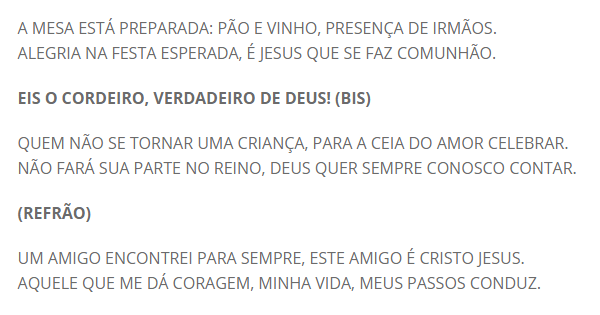 A MESA ESTÁ PREPARADA: PÃO E VINHO, PRESENÇA DE IRMÃOS.
ALEGRIA NA FESTA ESPERADA, É JESUS QUE SE FAZ COMUNHÃO.
EIS O CORDEIRO, VERDADEIRO DE DEUS! (BIS)
QUEM NÃO SE TORNAR UMA CRIANÇA, PARA A CEIA DO AMOR CELEBRAR.
NÃO FARÁ SUA PARTE NO REINO, DEUS QUER SEMPRE CONOSCO CONTAR.
(REFRÃO)
UM AMIGO ENCONTREI PARA SEMPRE, ESTE AMIGO É CRISTO JESUS.
AQUELE QUE ME DÁ CORAGEM, MINHA VIDA, MEUS PASSOS CONDUZ.